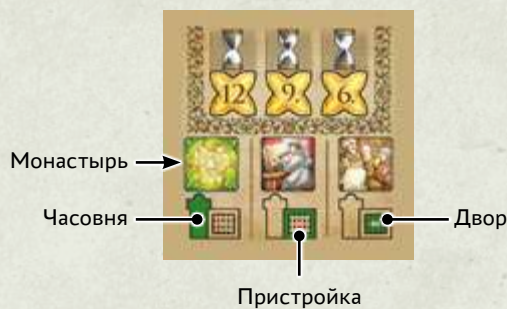 12 9. 6.
Монастырь
Часовня
Двор
Пристройка